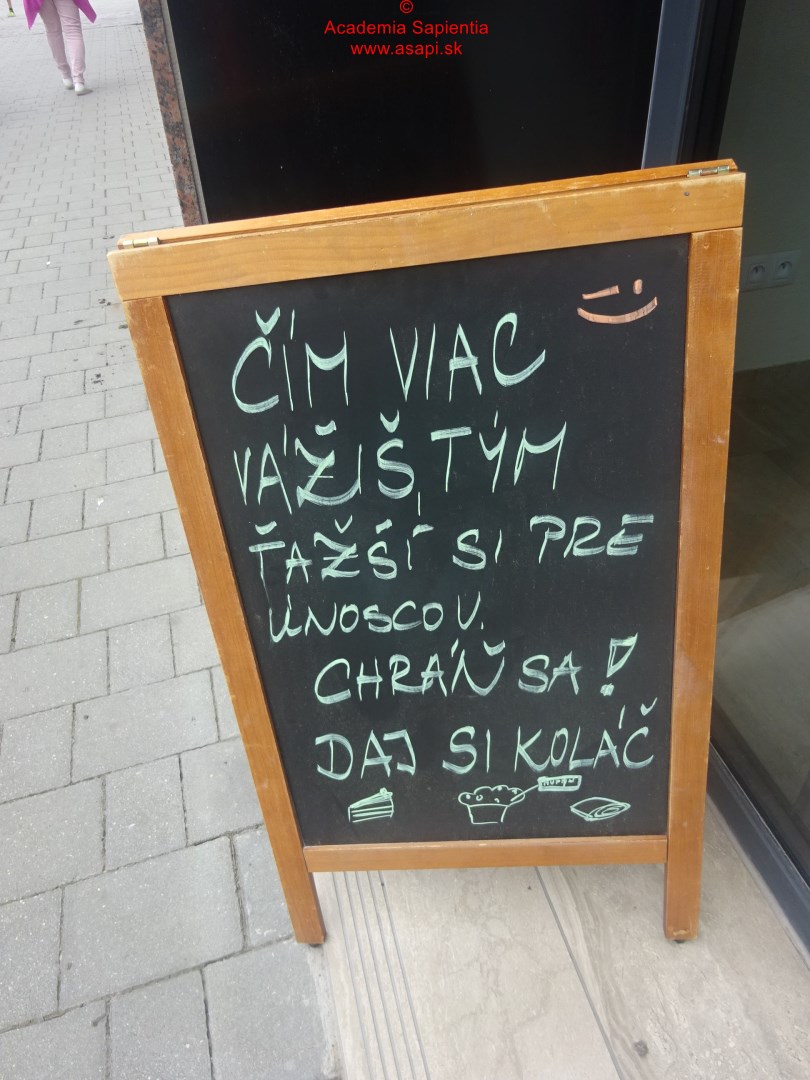 ©
Academia Sapientia
www.asapi.sk
ČÍM VIAC
VÁŽIŠ, TÝM
ŤAŽŠÍ SI PRE
ÚNOSCOV.
CHRÁŇ SA!
DAJ SI KOLÁČ